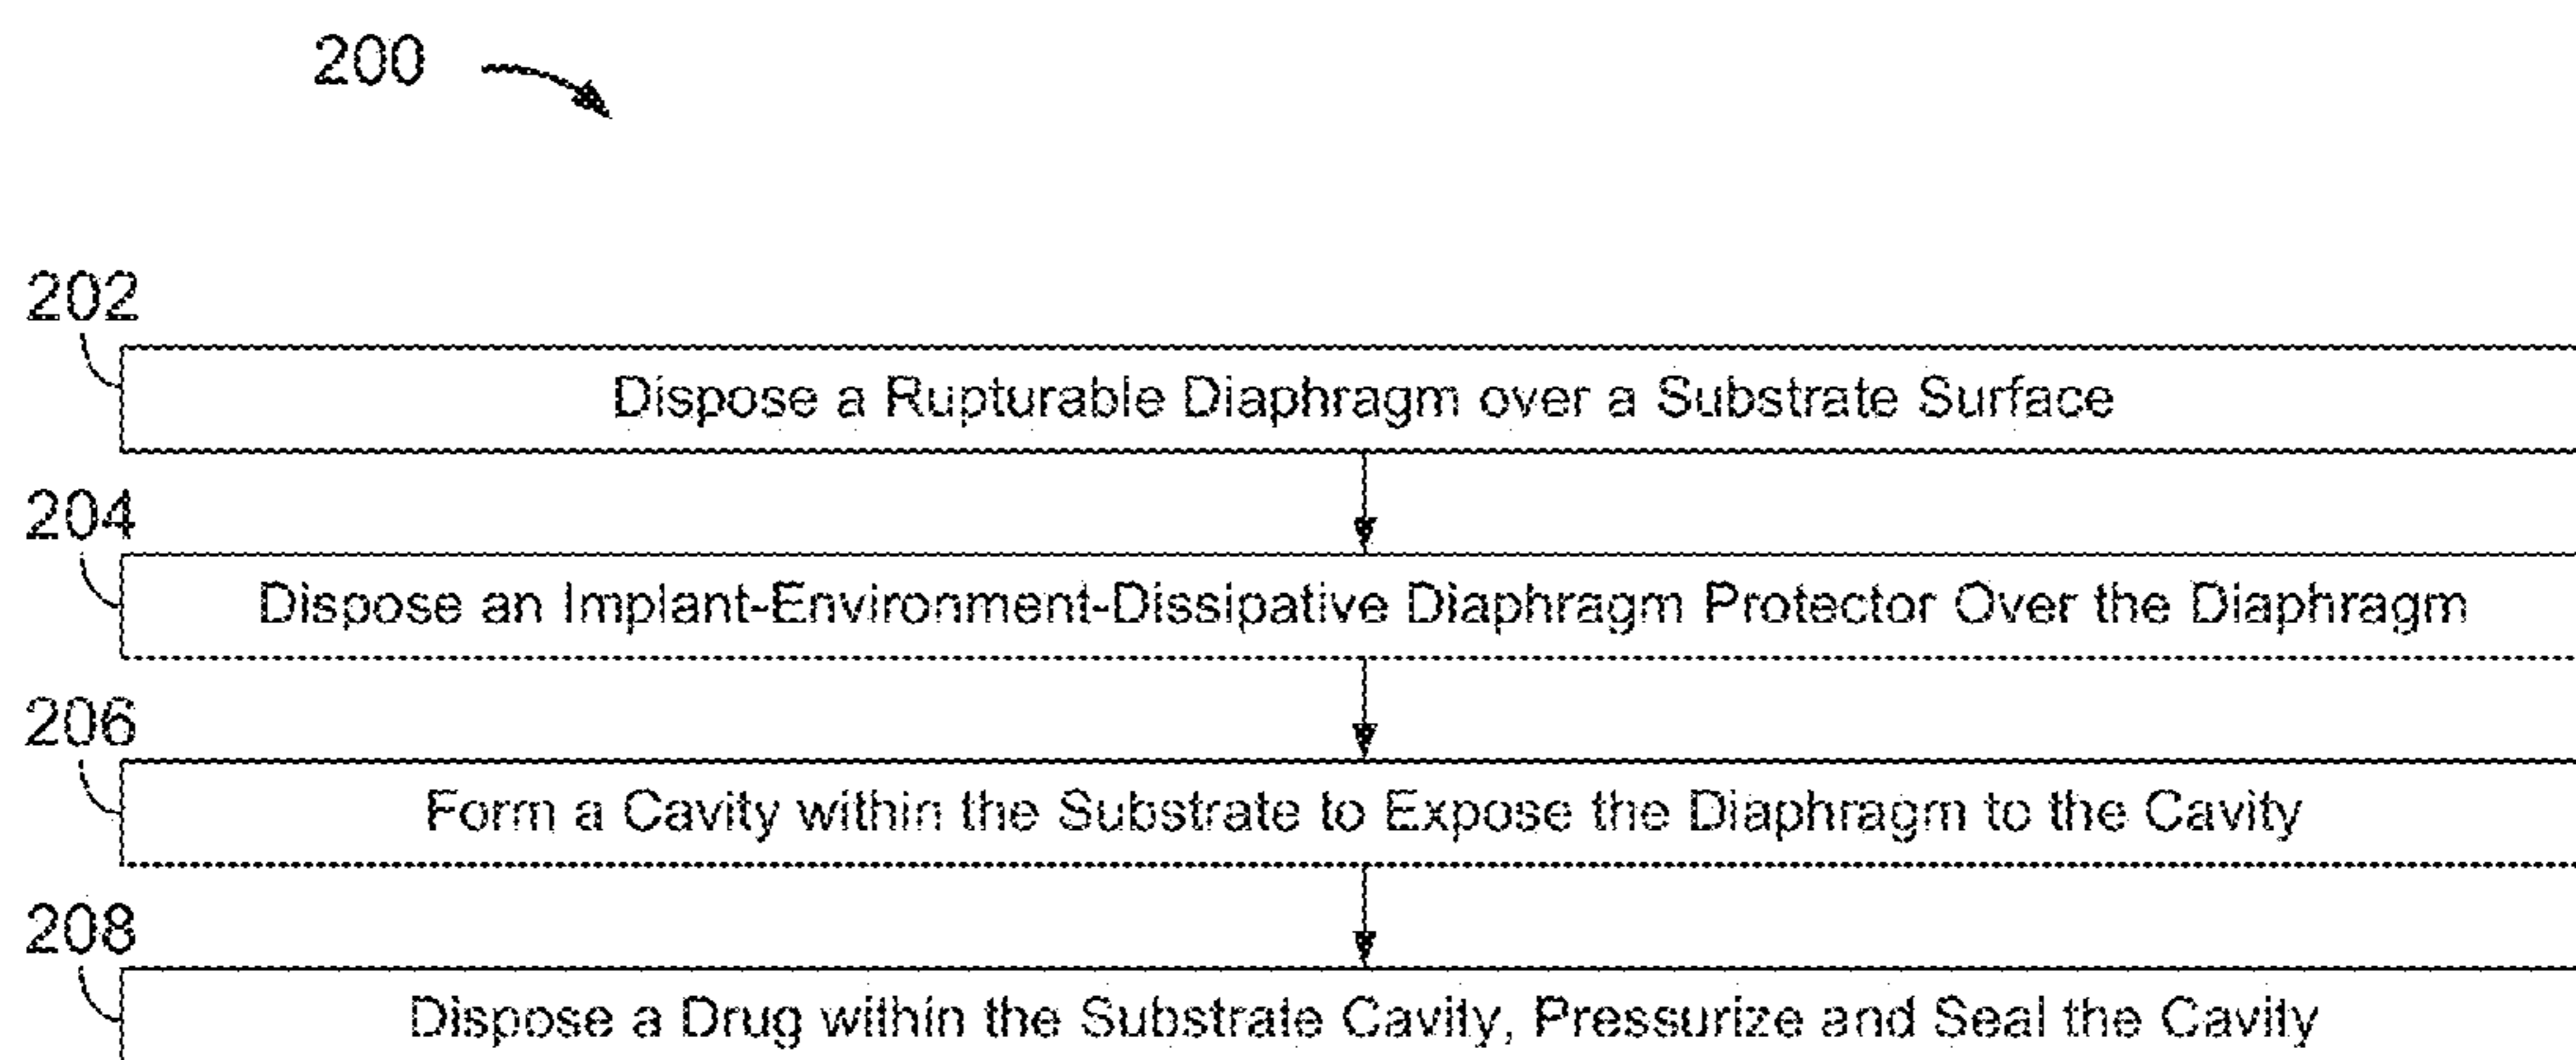 200
202
Dispose a Rupturable Diaphragm over a Substrate Surface
204
Dispose an Implant-Environment-Dissipative Diaphragm Protector Over the Diaphragm
206
Form a Cavity within the Substrate to Expose the Diaphragm to the Cavity
208
Dispose a Drug within the Substrate Cavity, Pressurize and Seal the Cavity